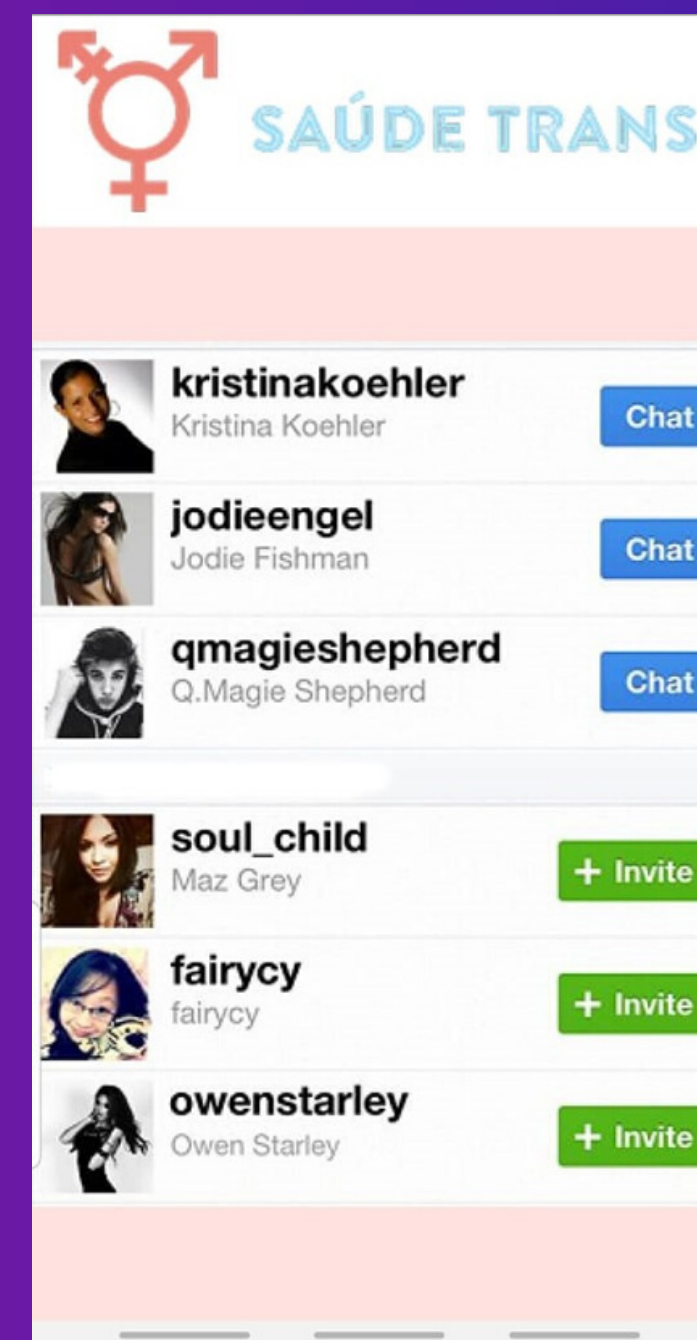 SAÚDE TRANS
kristinakoehler
Kristina Koehler
Chat
jodieengel
Jodie Fishman
Chat
qmagieshepherd
Q.Magie Shepherd
Chat
soul_child
Maz Grey
+ Invite
fairycy
fairycy
+ Invite
owenstarley
Owen Starley
+ Invite